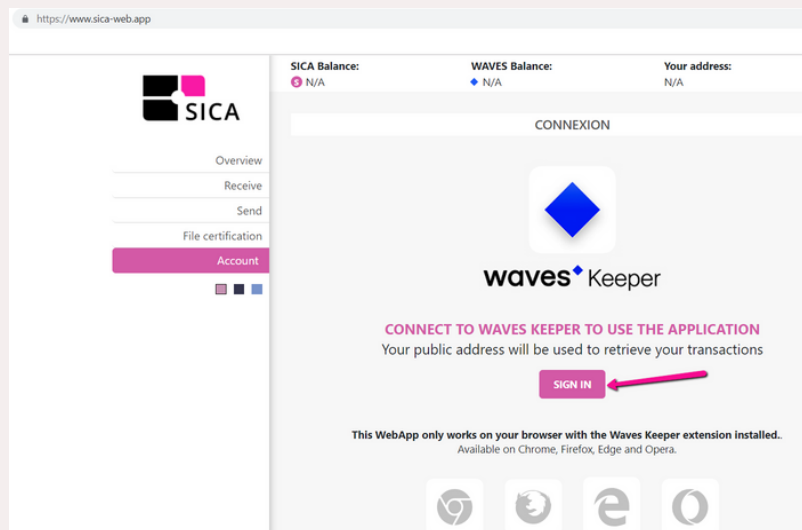 https://www.sica-web.app
SICA
Overview
Receive
Send
File certification
Account
SICA Balance:
S N/A
WAVES Balance:
N/A
Your address:
N/A
CONNEXION
waves Keeper
CONNECT TO WAVES KEEPER TO USE THE APPLICATION
Your public address will be used to retrieve your transactions
SIGN IN
This WebApp only works on your browser with the Waves Keeper extension installed..
Available on Chrome, Firefox, Edge and Opera.